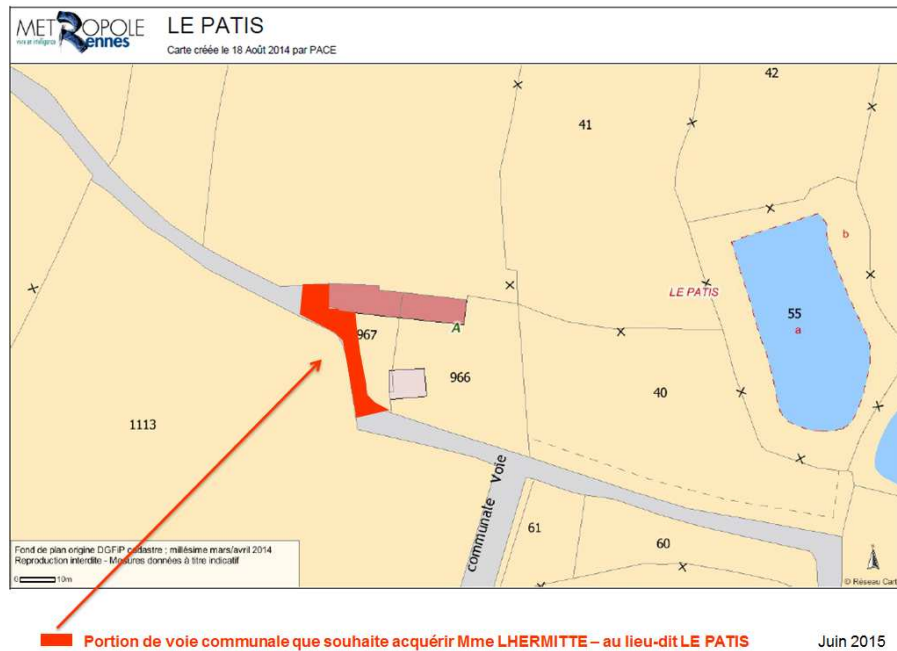 METROPOLE
Rennes
LE PATIS
Carte créée le 18 Août 2014 par PACE
42
41
b
LE PATIS
55
a
967
A
966
40
1113
communale Voie
61
60
Fond de plan origine DGFiP cadastre ; millésime mars/avril 2014
Reproduction interdite - Mesures données à titre indicatif
0 10m
© Réseau Cart
Portion de voie communale que souhaite acquérir Mme LHERMITTE – au lieu-dit LE PATIS
Juin 2015